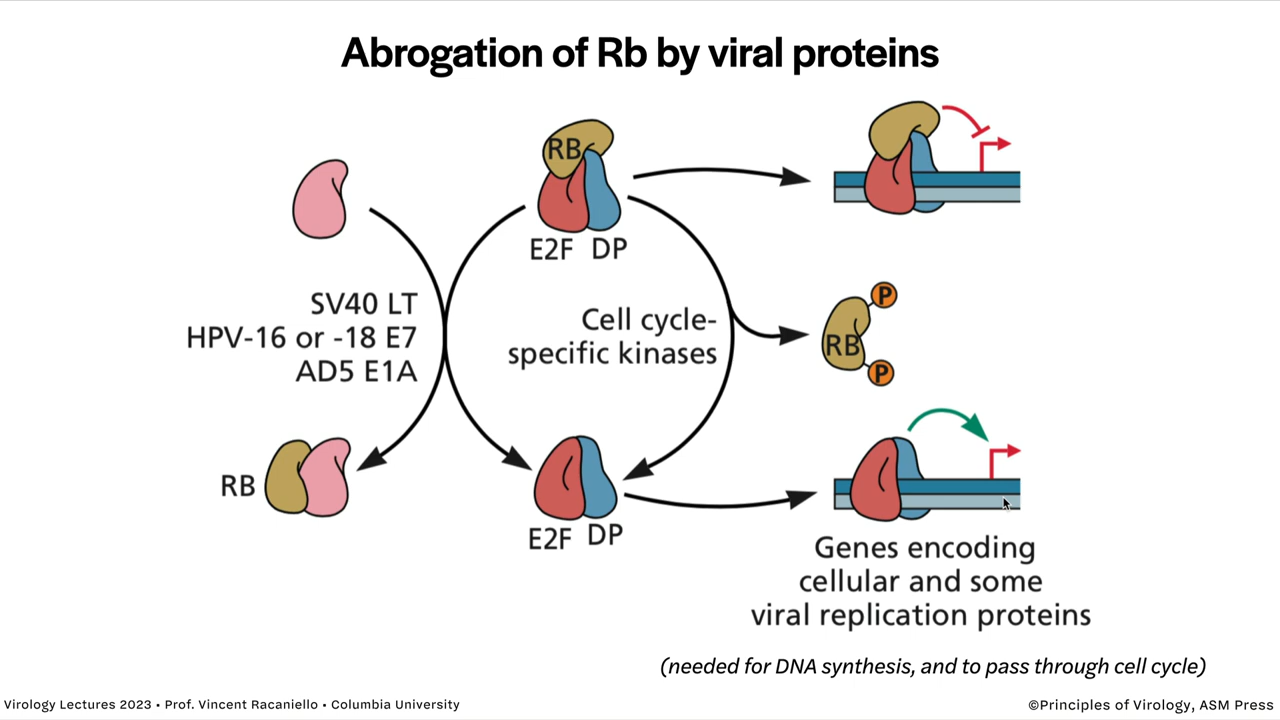 Abrogation of Rb by viral proteins
RB
E2F DP
SV40 LT
HPV-16 or -18 E7
AD5 E1A
Cell cycle-
specific kinases
P
RB
P
RB
E2F DP
Genes encoding
cellular and some
viral replication proteins
(needed for DNA synthesis, and to pass through cell cycle)
Virology Lectures 2023 • Prof. Vincent Racaniello • Columbia University
©Principles of Virology, ASM Press